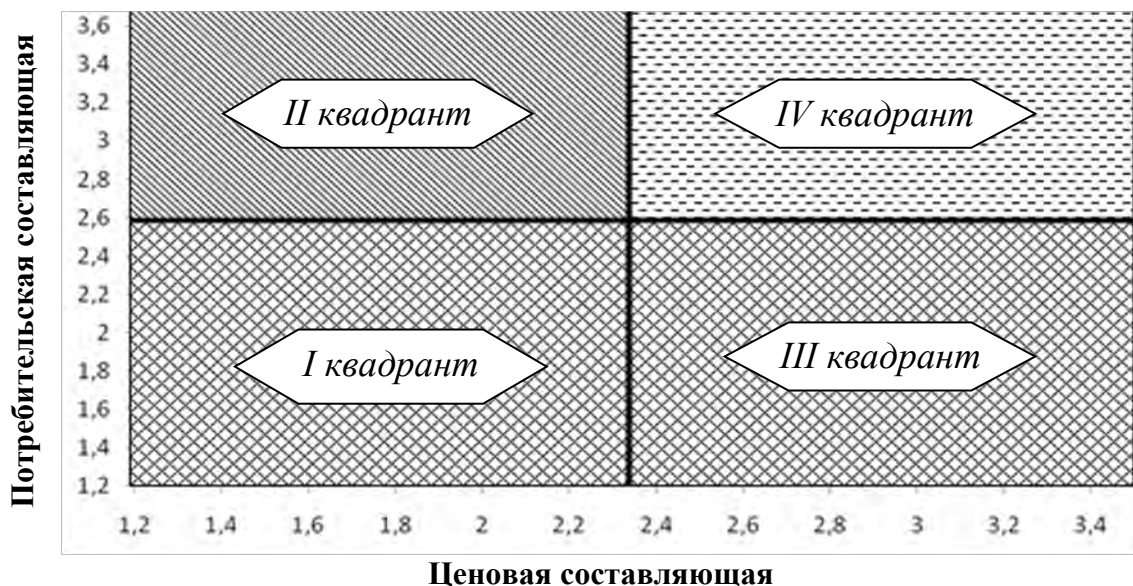 Потребительская составляющая
3,6
3,4
3,2
3
2,8
2,6
2,4
2,2
2
1,8
1,6
1,4
1,2
II квадрант
IV квадрант
I квадрант
III квадрант
1,2 1,4 1,6 1,8 2 2,2 2,4 2,6 2,8 3 3,2 3,4
Ценовая составляющая